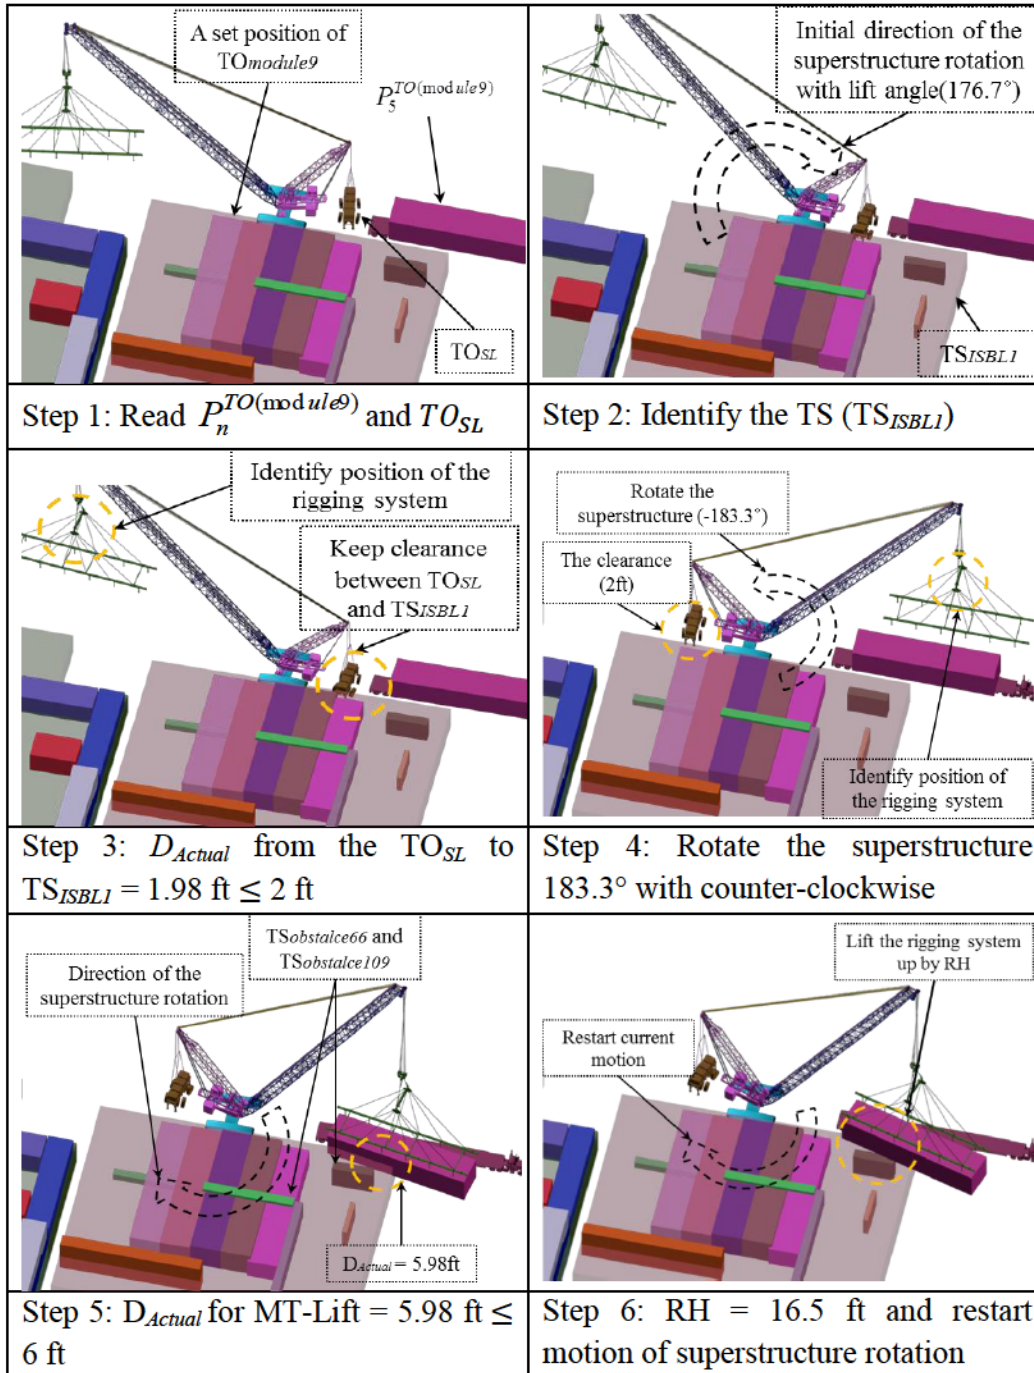 A set position of
TOmodule9
P_5^TO(module9)
TOSL
Step 1: Read P_n^TO(module9) and TOSL
Initial direction of the
superstructure rotation
with lift angle(176.7°)
TSISBL1
Step 2: Identify the TS (TSISBL1)
Identify position of the
rigging system
Keep clearance
between TOSL
and TSISBL1
Step 3: DActual from the TOSL to
TSISBL1 = 1.98 ft ≤ 2 ft
Rotate the
superstructure (-183.3°)
The clearance
(2ft)
Identify position of
the rigging system
Step 4: Rotate the superstructure
183.3° with counter-clockwise
TSobstalce66 and
TSobstalce109
Direction of the
superstructure rotation
DActual = 5.98ft
Step 5: DActual for MT-Lift = 5.98 ft ≤
6 ft
Lift the rigging system
up by RH
Restart current
motion
Step 6: RH = 16.5 ft and restart
motion of superstructure rotation